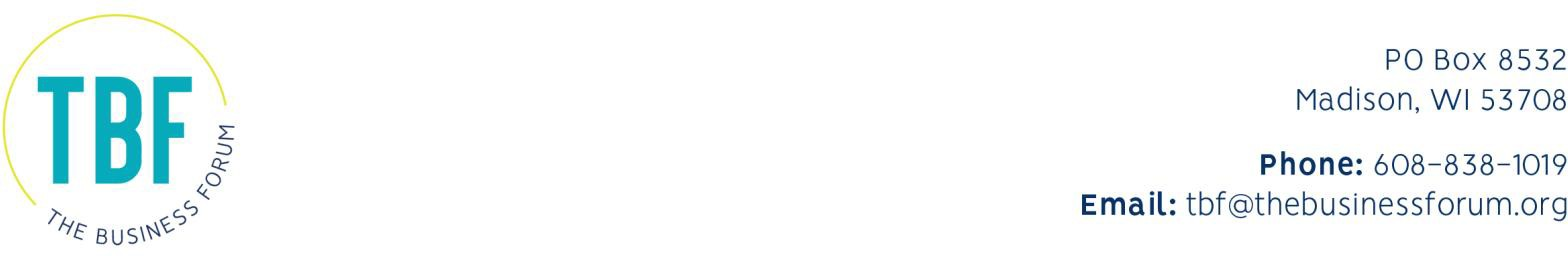 TBF
THE BUSINESS FORUM
PO Box 8532
Madison, WI 53708
Phone: 608-838-1019
Email: tbf@thebusinessforum.org